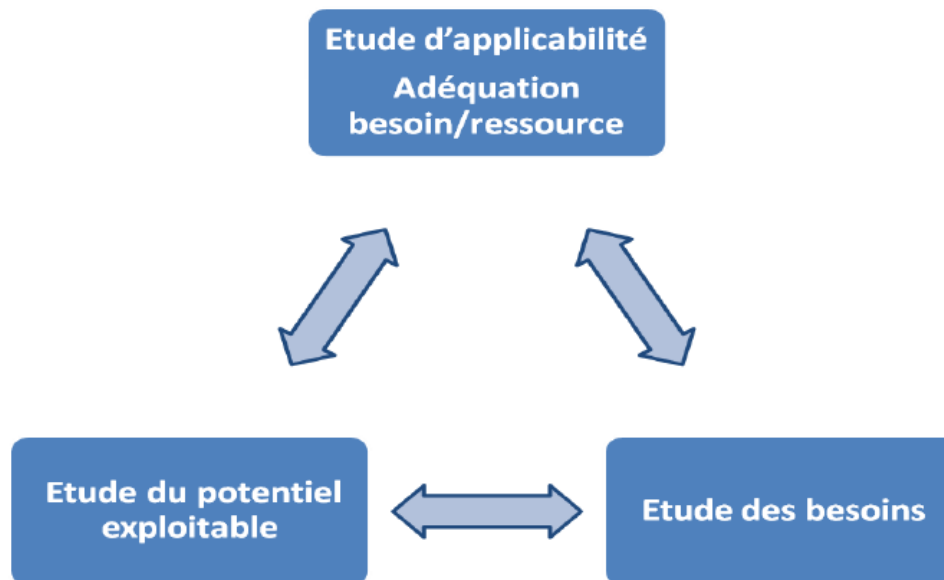 Etude d'applicabilité
Adéquation
besoin/ressource
Etude du potentiel
exploitable
Etude des besoins